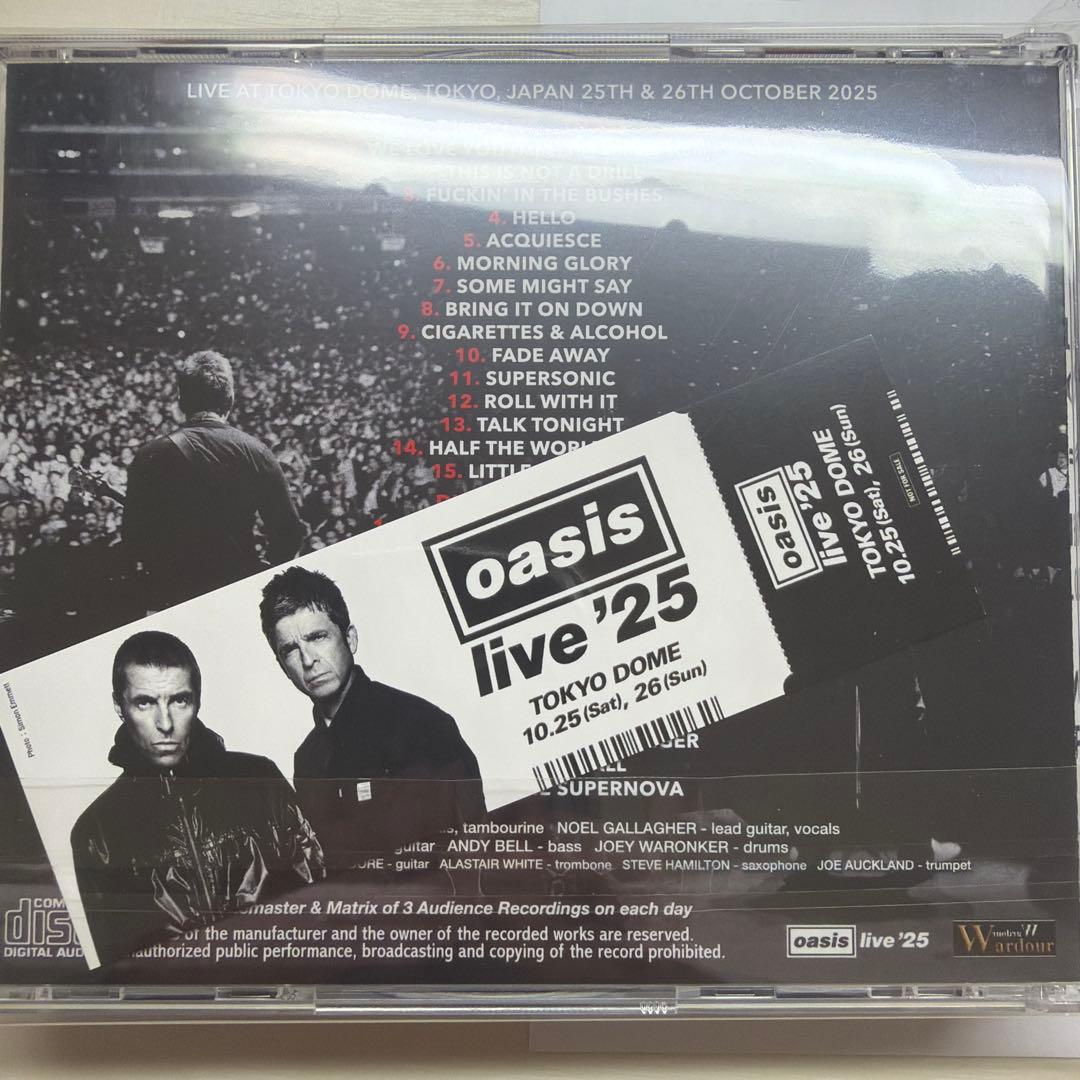 LIVE AT TOKYO DOME, TOKYO, JAPAN 25TH & 26TH OCTOBER 2025
THIS IS NOT A DRILL
3. FUCKIN' IN THE BUSHES
4. HELLO
5. ACQUIESCE
6. MORNING GLORY
7. SOME MIGHT SAY
8. BRING IT ON DOWN
9. CIGARETTES & ALCOHOL
10. FADE AWAY
11. SUPERSONIC
12. ROLL WITH IT
13. TALK TONIGHT
14. HALF THE
15. LITTLE
oasis
live '25
TOKYO DOME
10.25(Sat), 26(Sun)
Photo : Simon Emmett
oasis
live '25
TOKYO DOME
10.25(Sat), 26(Sun)
NOT FOR SALE
SUPERNOVA
tambourine NOEL GALLAGHER - lead guitar, vocals
guitar ANDY BELL - bass JOEY WARONKER - drums
- guitar ALASTAIR WHITE - trombone STEVE HAMILTON - saxophone JOE AUCKLAND - trumpet
& Matrix of 3 Audience Recordings on each day
of the manufacturer and the owner of the recorded works are reserved.
public performance, broadcasting and copying of the record prohibited.
DIGITAL
oasis live '25
Wardour